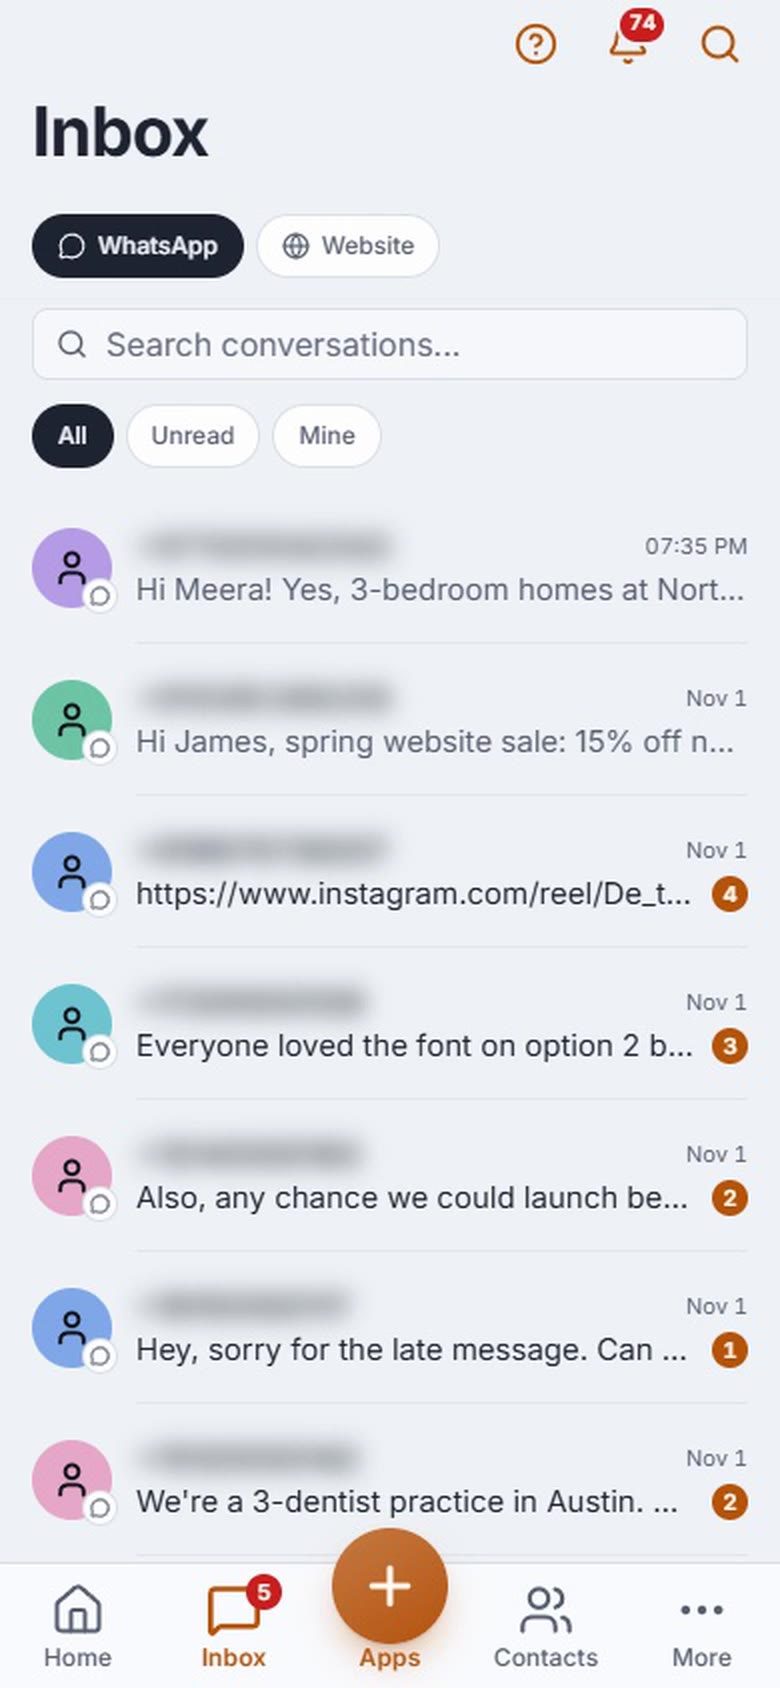 74
Inbox
WhatsApp Website
Search conversations...
All Unread Mine
07:35 PM
Hi Meera! Yes, 3-bedroom homes at Nort...
Nov 1
Hi James, spring website sale: 15% off n...
Nov 1
https://www.instagram.com/reel/De_t... 4
Nov 1
Everyone loved the font on option 2 b... 3
Nov 1
Also, any chance we could launch be... 2
Nov 1
Hey, sorry for the late message. Can ... 1
Nov 1
We're a 3-dentist practice in Austin. ... 2
5
Home Inbox Apps Contacts More